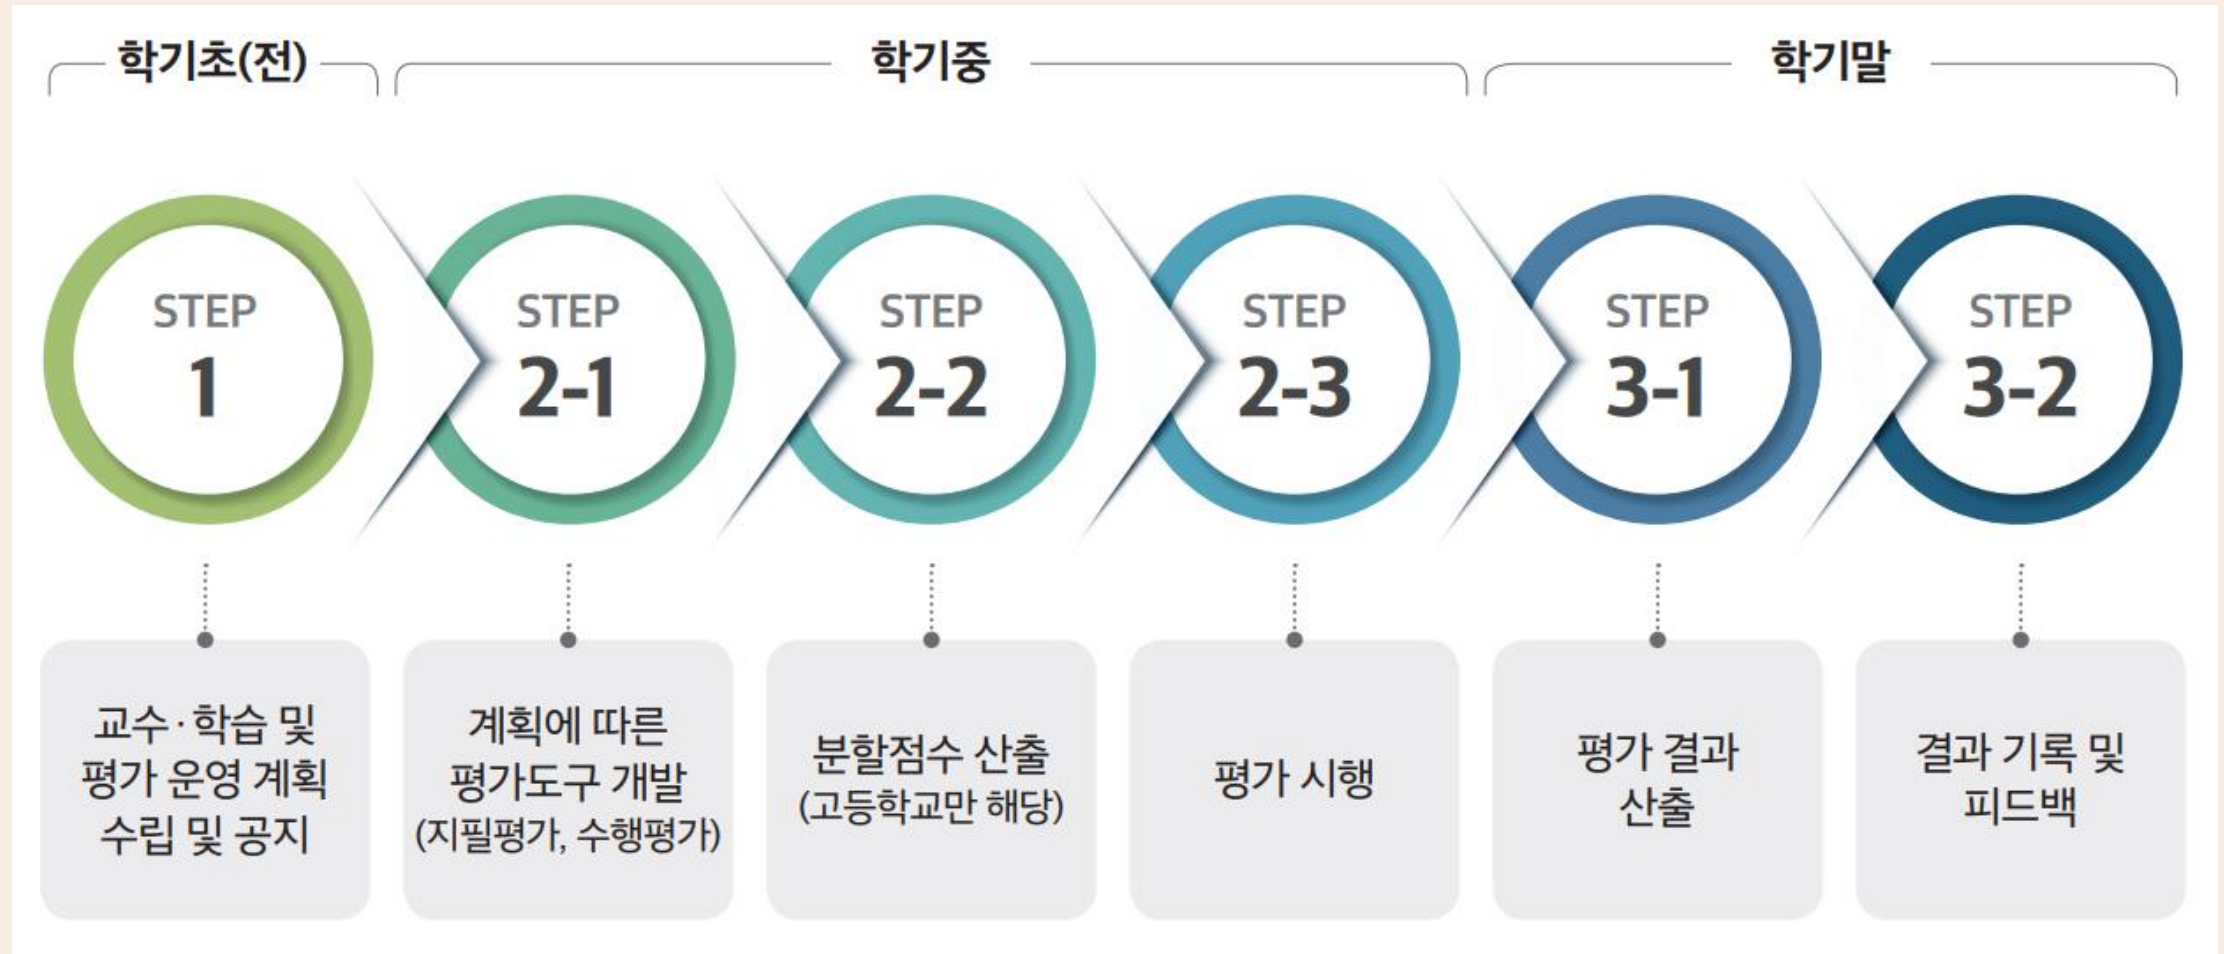 학기초(전)
학기중
학기말
STEP
1
STEP
2-1
STEP
2-2
STEP
2-3
STEP
3-1
STEP
3-2
교수·학습 및
평가 운영 계획
수립 및 공지
계획에 따른
평가도구 개발
(지필평가, 수행평가)
분할점수 산출
(고등학교만 해당)
평가 시행
평가 결과
산출
결과 기록 및
피드백